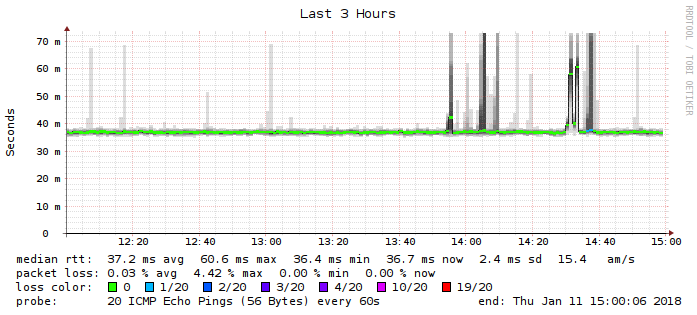 Last 3 Hours
RRDTOOL / TOBI OETIKER
Seconds
70 m
60 m
50 m
40 m
30 m
20 m
10 m
0
12:20 12:40 13:00 13:20 13:40 14:00 14:20 14:40 15:00
median rtt: 37.2 ms avg 60.6 ms max 36.4 ms min 36.7 ms now 2.4 ms sd 15.4 am/s
packet loss: 0.03 % avg 4.42 % max 0.00 % min 0.00 % now
loss color: 0 1/20 2/20 3/20 4/20 10/20 19/20
probe: 20 ICMP Echo Pings (56 Bytes) every 60s end: Thu Jan 11 15:00:06 2018